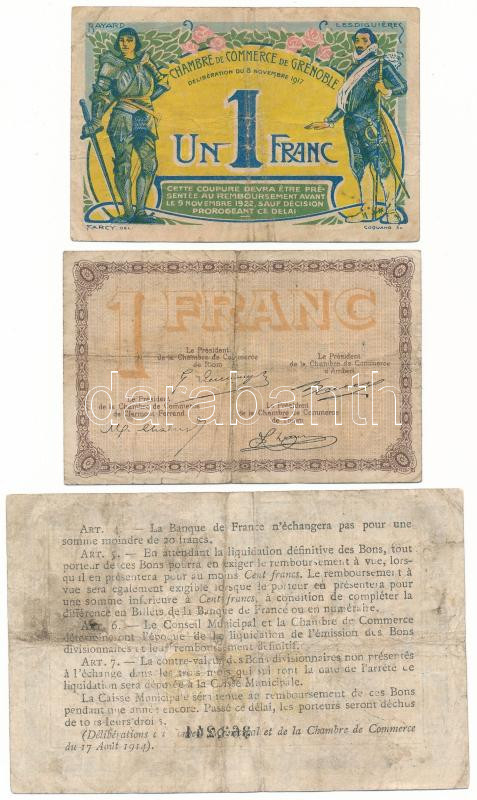 BAYARD
LESDIGUIÈRES
CHAMBRE DE COMMERCE DE GRENOBLE
DÉLIBÉRATION DU 8 NOVEMBRE 1917
UN 1 FRANC
CETTE COUPURE DEVRA ÊTRE PRÉ-
SENTÉE AU REMBOURSEMENT AVANT
LE 9 NOVEMBRE 1922, SAUF DÉCISION
PROROGEANT CE DÉLAI
FARCY DEL.
1 FRANC
Le Président
de la Chambre de Commerce
de Riom
Le Président
de la Chambre de Commerce
d'Ambert
Le Président
de la Chambre de Commerce
de Clermont-Ferrand
Le Président
de la Chambre de Commerce
de
darabanth
ART. 4. — La Banque de France n'échangera pas pour une
somme moindre de 20 francs.
ART. 5. — En attendant la liquidation définitive des Bons, tout
porteur de ces Bons pourra en exiger le remboursement à vue, lors-
qu'il en présentera pour au moins Cent francs. Le remboursement à
vue sera également exigible lorsque le porteur en présentera pour
une somme inférieure à Cent francs, à condition de compléter la
différence en Billets de la Banque de France ou en numéraire.
ART. 6. — Le Conseil Municipal et la Chambre de Commerce
détermineront l'époque de la liquidation de l'émission des Bons
divisionnaires et leur remboursement définitif.
ART. 7. — La contre-valeur des Bons divisionnaires non présentés
à l'échange dans les trois mois qui suivront la date de l'arrêté de
liquidation sera déposée à la Caisse Municipale.
La Caisse Municipale sera tenue au remboursement de ces Bons
pendant une année encore. Passé ce délai, les porteurs seront déchus
de tous leurs droits.
(Délibérations du Conseil Municipal et de la Chambre de Commerce
du 17 Août 1914).